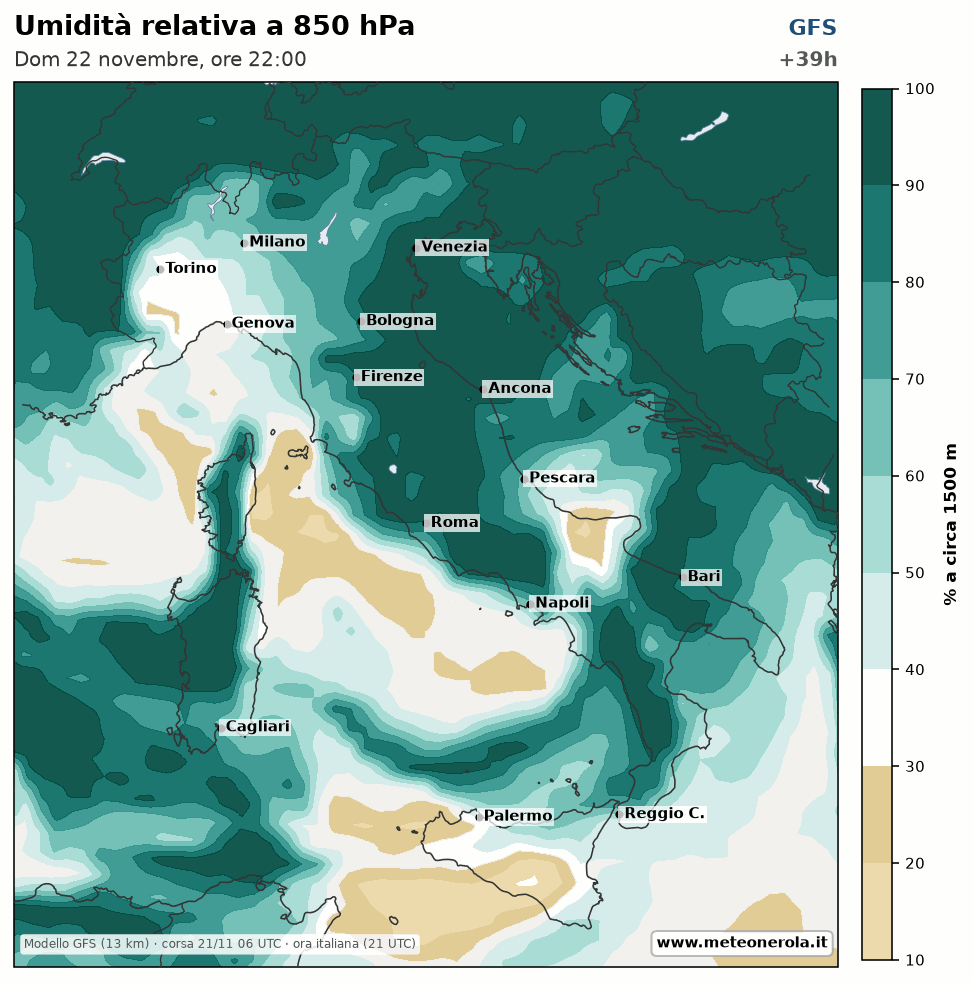 Umidità relativa a 850 hPa
GFS
Dom 22 novembre, ore 22:00
+39h
Milano
Venezia
Torino
Genova
Bologna
Firenze
Ancona
Pescara
Roma
Bari
Napoli
Cagliari
Palermo
Reggio C.
100
90
80
70
60
50
40
30
20
10
% a circa 1500 m
Modello GFS (13 km) · corsa 21/11 06 UTC · ora italiana (21 UTC)
www.meteonerola.it